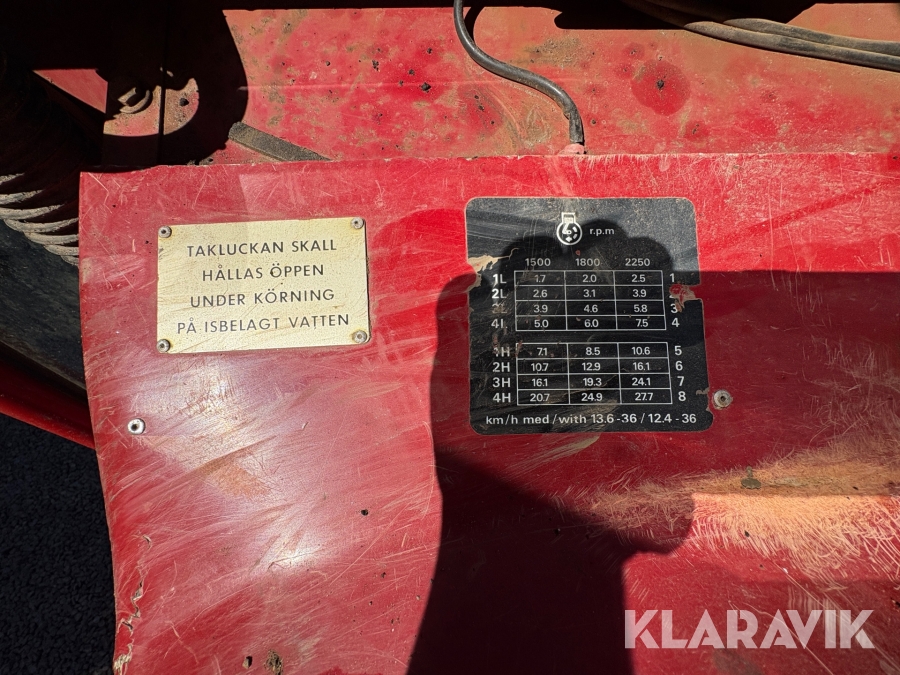 TAKLUCKAN SKALL
HÅLLAS ÖPPEN
UNDER KÖRNING
PÅ ISBELAGT VATTEN
r.p.m
1500 1800 2250
1L 1.7 2.0 2.5 1
2L 2.6 3.1 3.9
3L 3.9 4.6 5.8 3
4L 5.0 6.0 7.5 4
1H 7.1 8.5 10.6 5
2H 10.7 12.9 16.1 6
3H 16.1 19.3 24.1 7
4H 20.7 24.9 27.7 8
km/h med/with 13.6-36/12.4-36
KLARAVIK